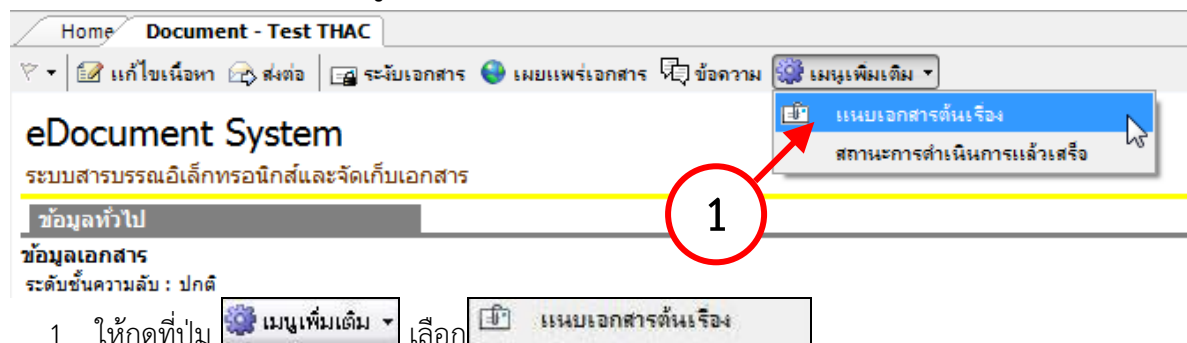 Home Document - Test THAC
แก้ไขเนื้อหา ส่งต่อ ระงับเอกสาร เผยแพร่เอกสาร ข้อความ เมนูเพิ่มเติม
แนบเอกสารต้นเรื่อง
สถานะการดำเนินการแล้วเสร็จ
eDocument System
ระบบสารบรรณอิเล็กทรอนิกส์และจัดเก็บเอกสาร
1
ข้อมูลทั่วไป
ข้อมูลเอกสาร
ระดับชั้นความลับ : ปกติ
1 ให้กดที่ปุ่ม เมนูเพิ่มเติม เลือก แนบเอกสารต้นเรื่อง